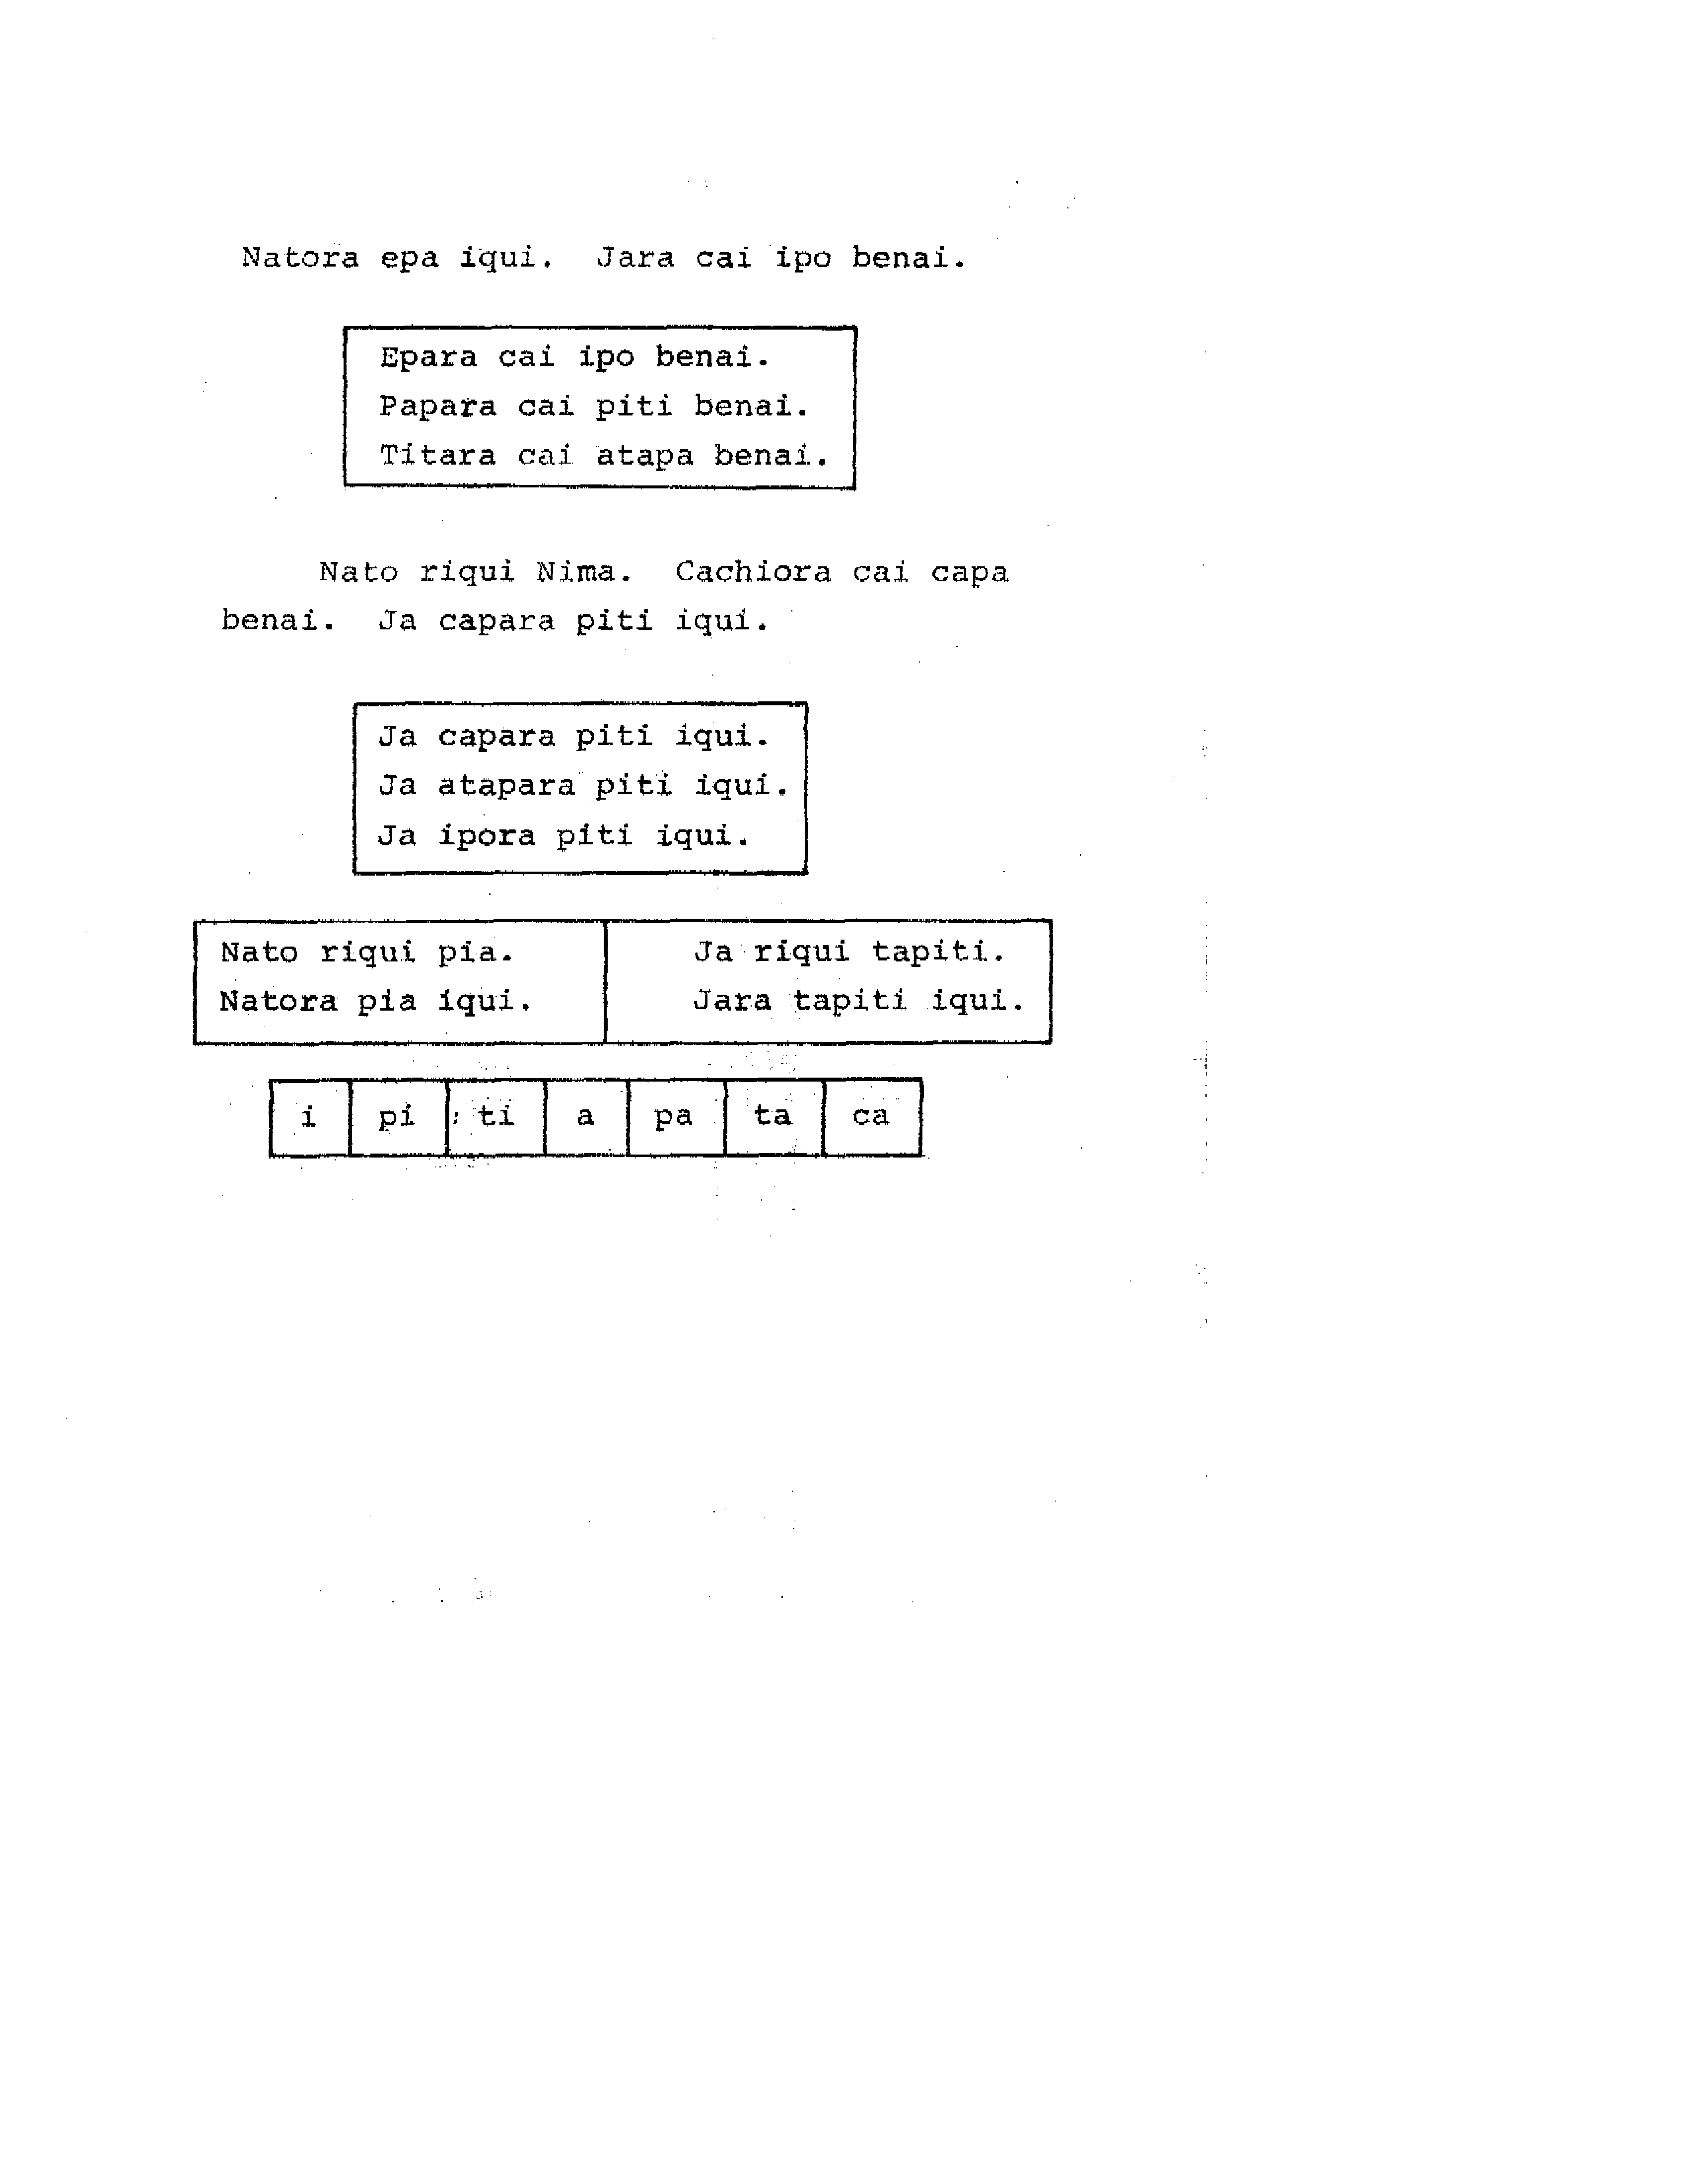 Natora epa iqui. Jara cai ipo benai.
Epara cai ipo benai.
Papara cai piti benai.
Titara cai atapa benai.
Nato riqui Nima. Cachiora cai capa
benai. Ja capara piti iqui.
Ja capara piti iqui.
Ja atapara piti iqui.
Ja ipora piti iqui.
Nato riqui pia. Ja riqui tapiti.
Natora pia iqui. Jara tapiti iqui.
i pi ti a pa ta ca